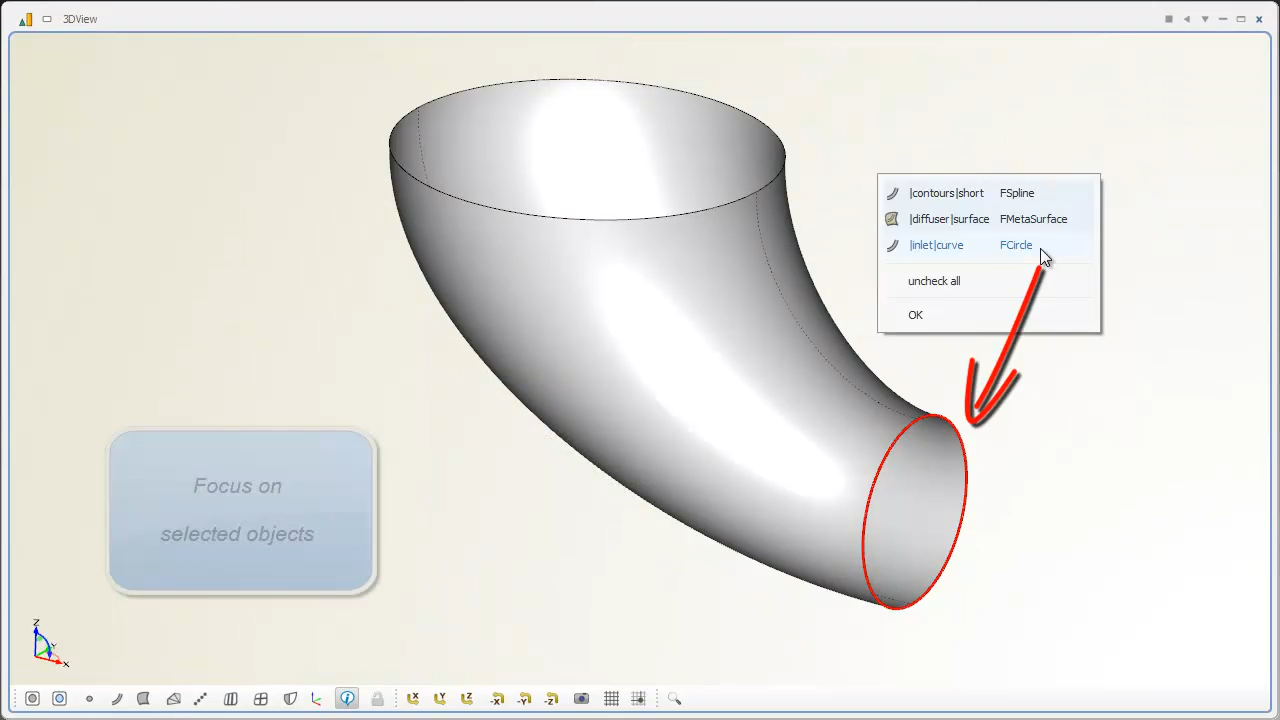 3DView
|contours|short FSpline
|diffuser|surface FMetaSurface
|inlet|curve FCircle
uncheck all
OK
Focus on
selected objects
Z
Y
X
X Y Z -X -Y -Z